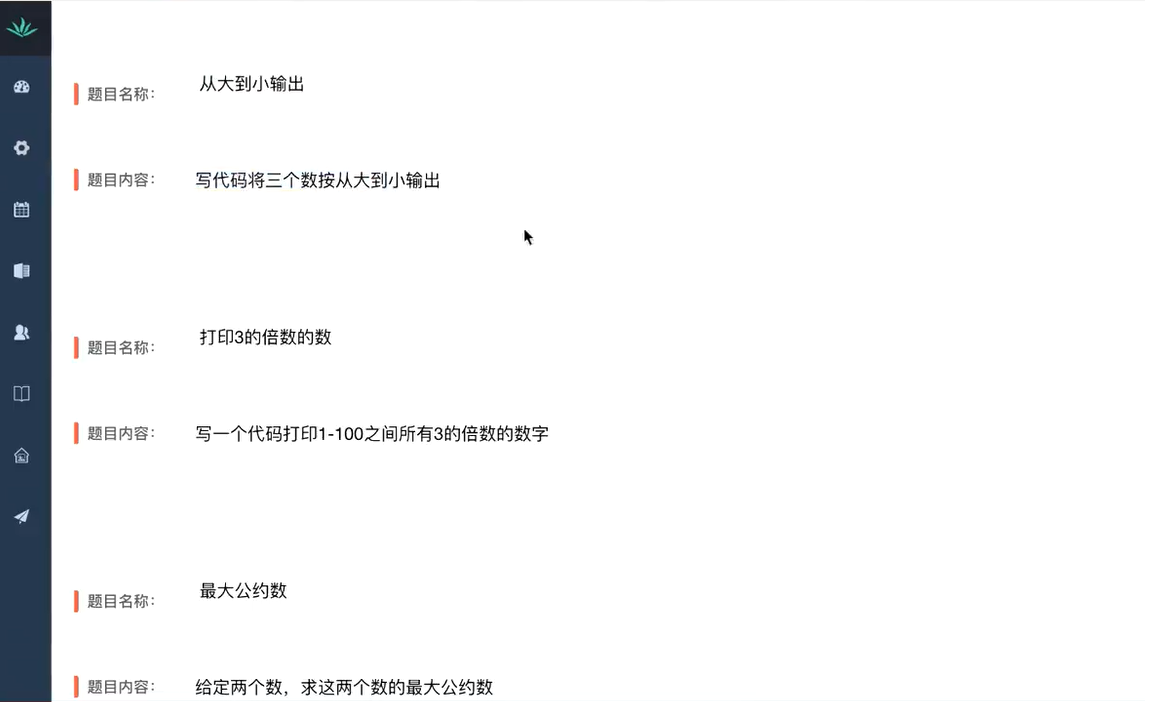 题目名称： 从大到小输出
题目内容： 写代码将三个数按从大到小输出
题目名称： 打印3的倍数的数
题目内容： 写一个代码打印1-100之间所有3的倍数的数字
题目名称： 最大公约数
题目内容： 给定两个数，求这两个数的最大公约数